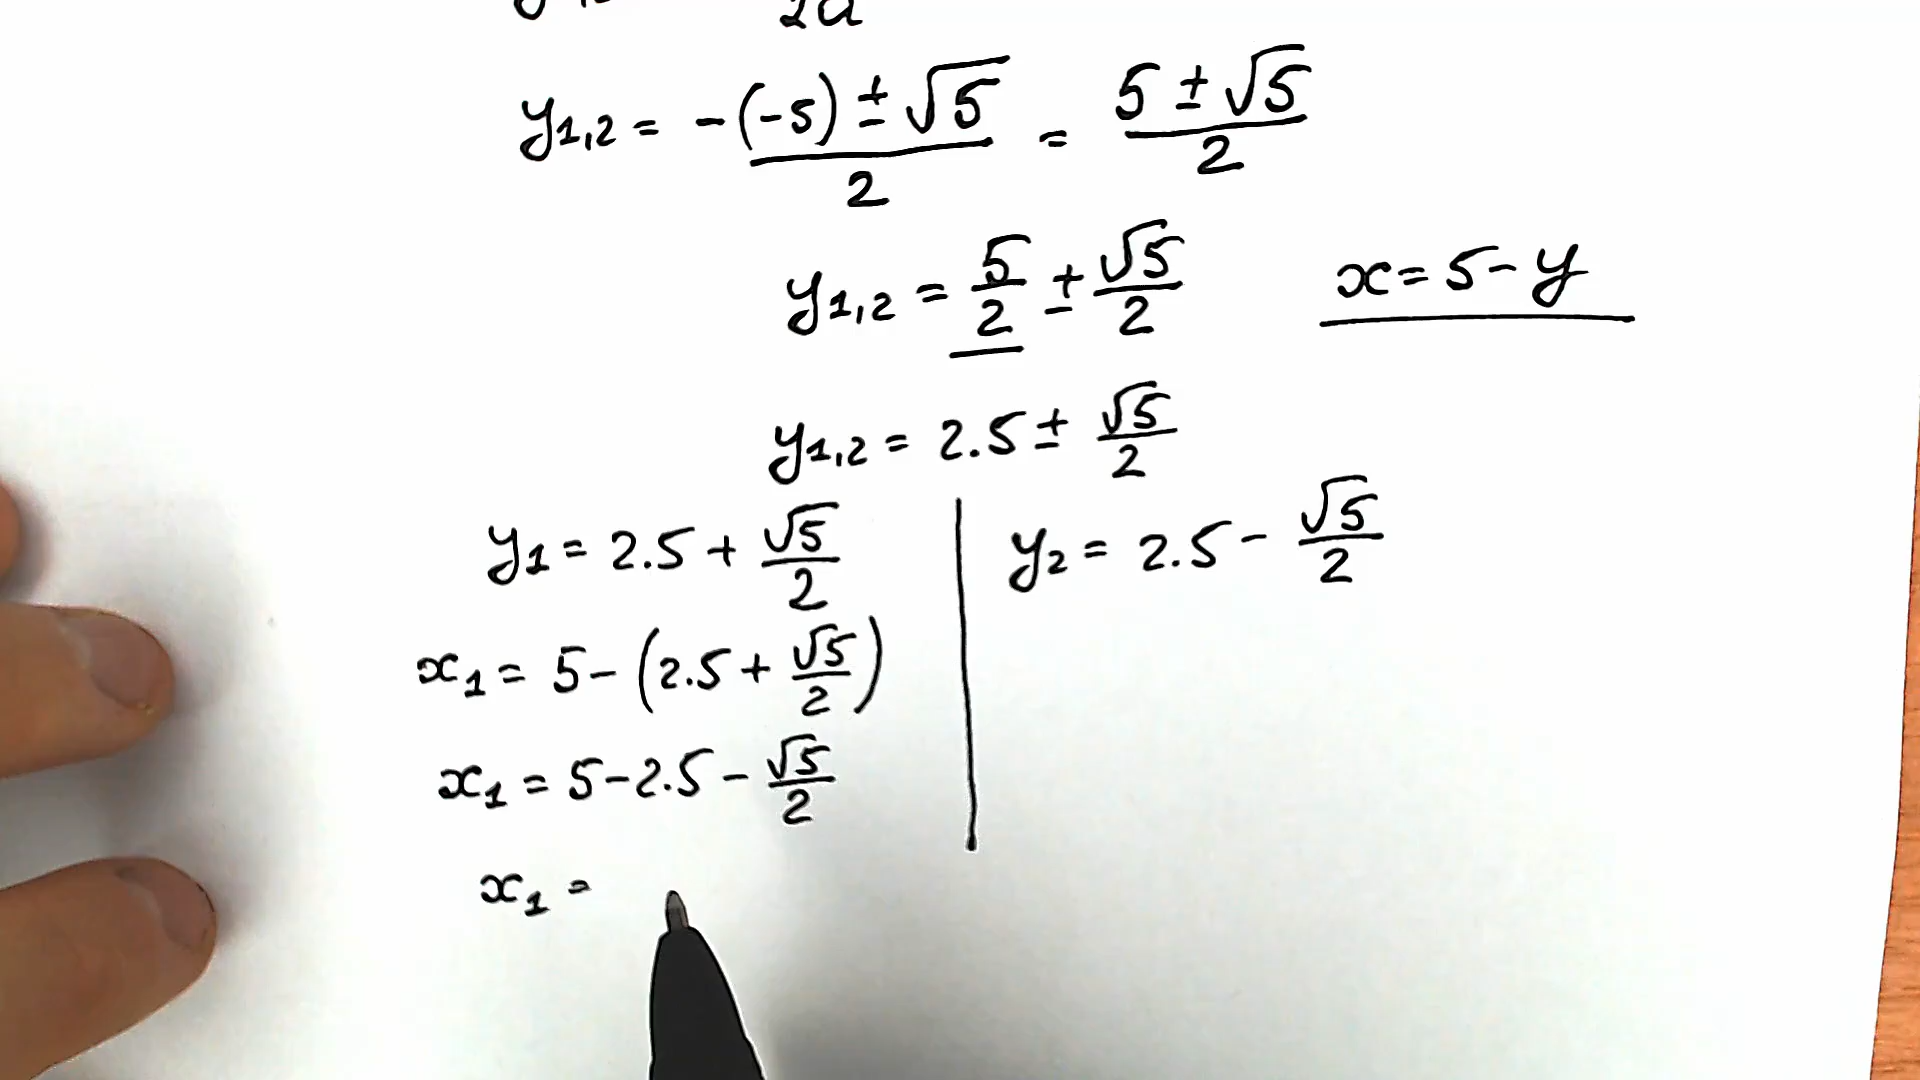 2a
y1,2 = -(-5) ± √5 / 2 = 5 ± √5 / 2
y1,2 = 5/2 ± √5/2
x = 5 - y
y1,2 = 2.5 ± √5/2
y1 = 2.5 + √5/2
x1 = 5 - (2.5 + √5/2)
x1 = 5 - 2.5 - √5/2
x1 =
y2 = 2.5 - √5/2